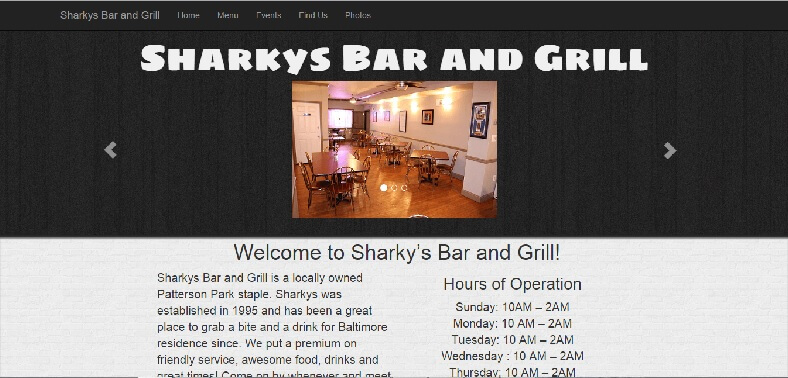 Sharkys Bar and Grill Home Menu Events Find Us Photos
Sharkys Bar and Grill
Welcome to Sharky's Bar and Grill!
Sharkys Bar and Grill is a locally owned
Patterson Park staple. Sharkys was
established in 1995 and has been a great
place to grab a bite and a drink for Baltimore
residence since. We put a premium on
friendly service, awesome food, drinks and
great times! Come on by whenever and meet
Hours of Operation
Sunday: 10AM – 2AM
Monday: 10 AM – 2AM
Tuesday: 10 AM – 2AM
Wednesday : 10 AM – 2AM
Thursday: 10 AM – 2AM